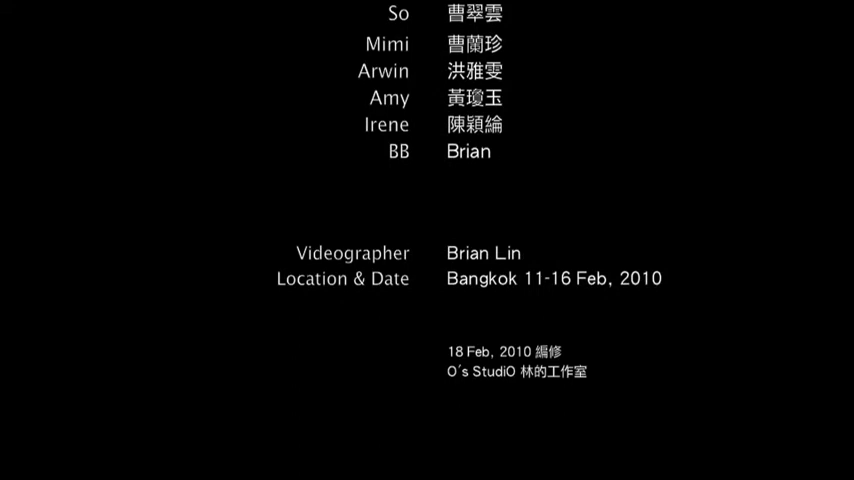 So 曹翠雲
Mimi 曹蘭珍
Arwin 洪雅雯
Amy 黃瓊玉
Irene 陳穎綸
BB Brian
Videographer Brian Lin
Location & Date Bangkok 11-16 Feb, 2010
18 Feb, 2010 編修
O's StudiO 林的工作室